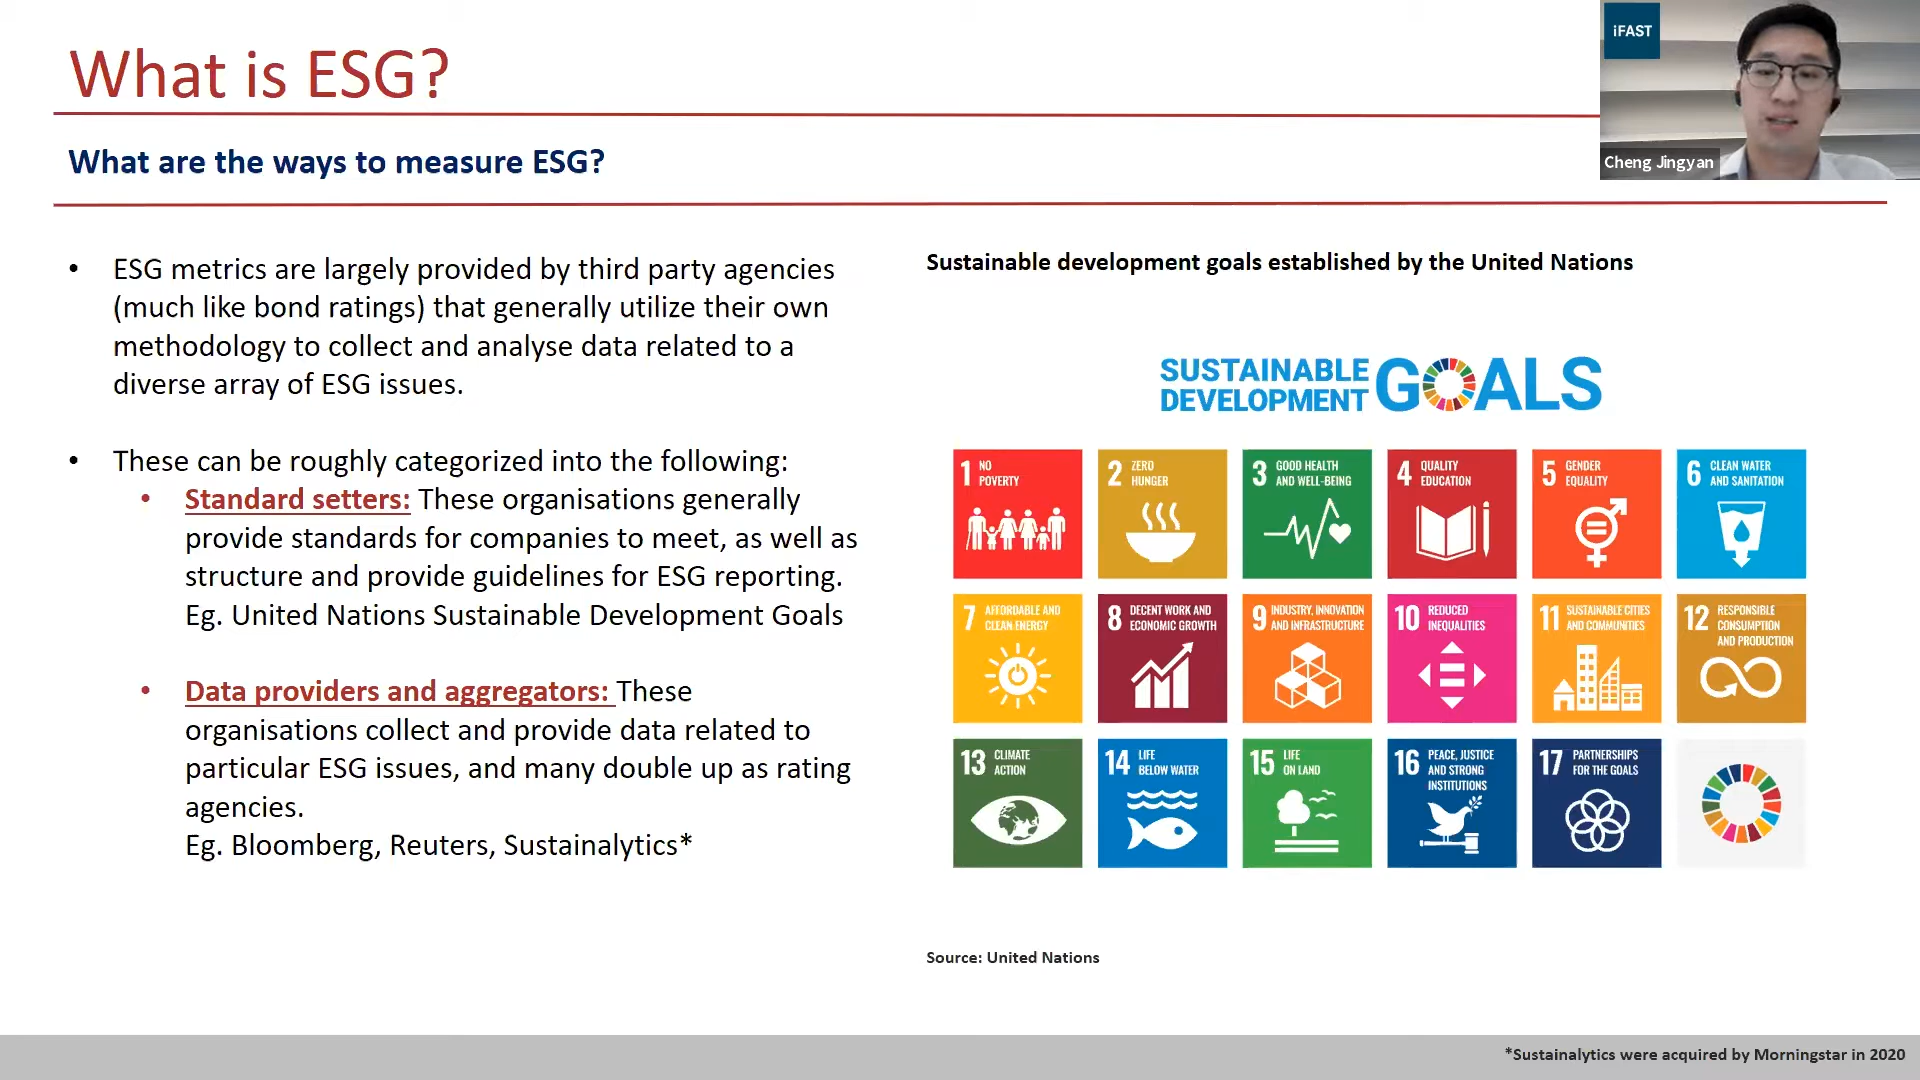 What is ESG?
iFAST
Cheng Jingyan
What are the ways to measure ESG?
• ESG metrics are largely provided by third party agencies
(much like bond ratings) that generally utilize their own
methodology to collect and analyse data related to a
diverse array of ESG issues.
• These can be roughly categorized into the following:
• Standard setters: These organisations generally
provide standards for companies to meet, as well as
structure and provide guidelines for ESG reporting.
Eg. United Nations Sustainable Development Goals
• Data providers and aggregators: These
organisations collect and provide data related to
particular ESG issues, and many double up as rating
agencies.
Eg. Bloomberg, Reuters, Sustainalytics*
Sustainable development goals established by the United Nations
SUSTAINABLE
DEVELOPMENT GOALS
1 NO
POVERTY
2 ZERO
HUNGER
3 GOOD HEALTH
AND WELL-BEING
4 QUALITY
EDUCATION
5 GENDER
EQUALITY
6 CLEAN WATER
AND SANITATION
7 AFFORDABLE AND
CLEAN ENERGY
8 DECENT WORK AND
ECONOMIC GROWTH
9 INDUSTRY, INNOVATION
AND INFRASTRUCTURE
10 REDUCED
INEQUALITIES
11 SUSTAINABLE CITIES
AND COMMUNITIES
12 RESPONSIBLE
CONSUMPTION
AND PRODUCTION
13 CLIMATE
ACTION
14 LIFE
BELOW WATER
15 LIFE
ON LAND
16 PEACE, JUSTICE
AND STRONG
INSTITUTIONS
17 PARTNERSHIPS
FOR THE GOALS
Source: United Nations
*Sustainalytics were acquired by Morningstar in 2020